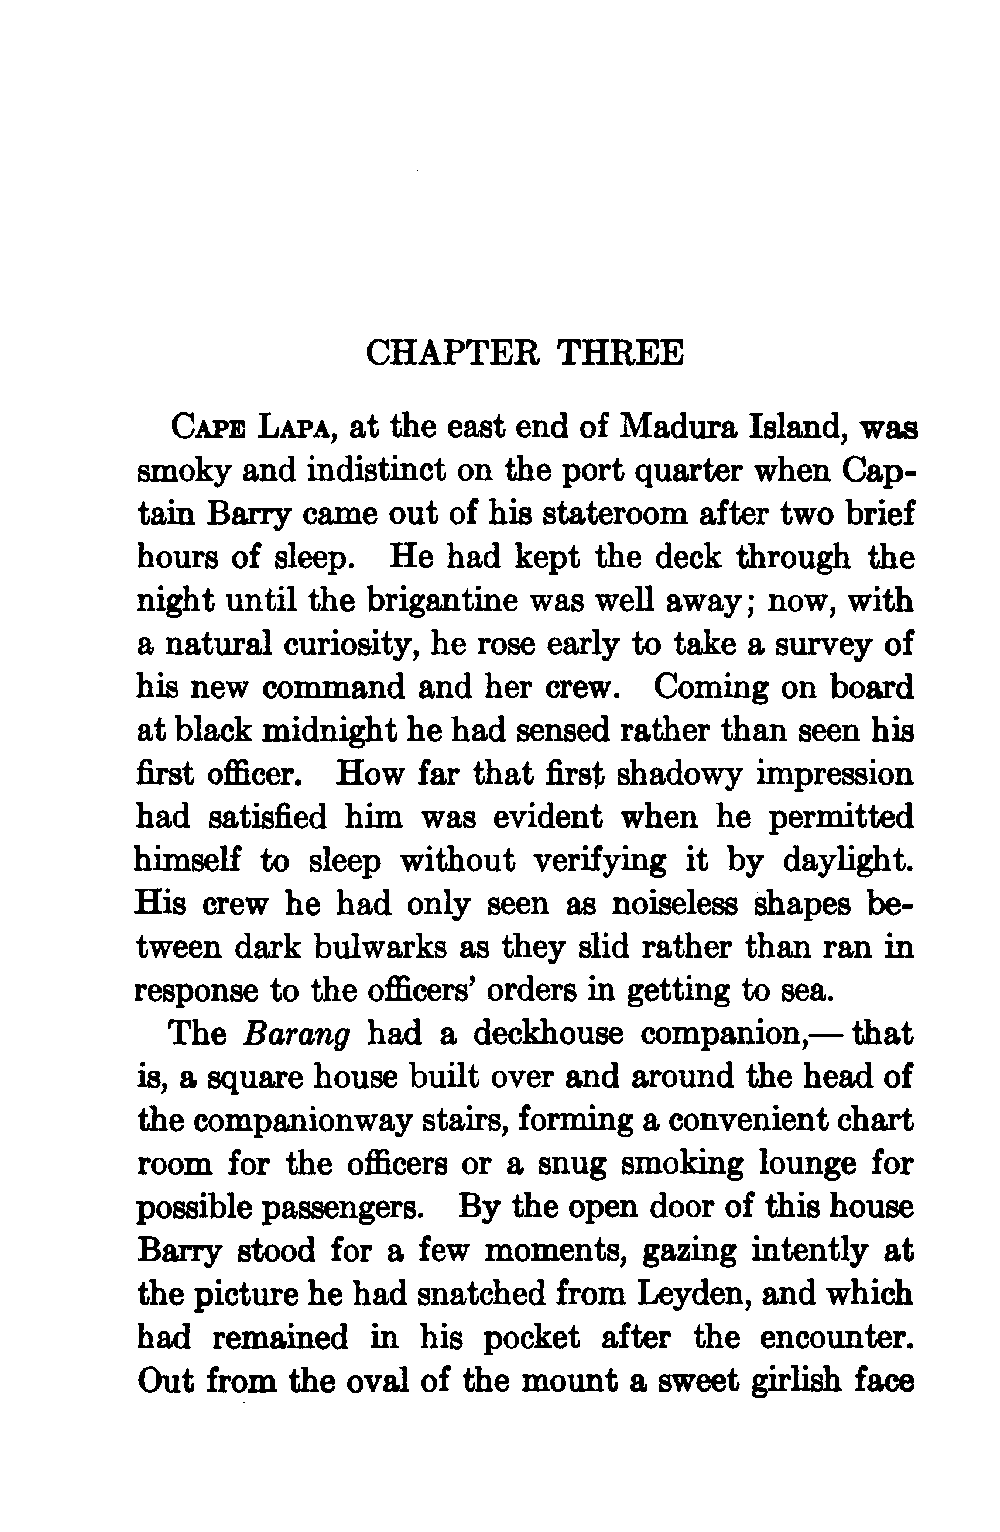 CHAPTER THREE
CAPE LAPA, at the east end of Madura Island, was
smoky and indistinct on the port quarter when Cap-
tain Barry came out of his stateroom after two brief
hours of sleep. He had kept the deck through the
night until the brigantine was well away; now, with
a natural curiosity, he rose early to take a survey of
his new command and her crew. Coming on board
at black midnight he had sensed rather than seen his
first officer. How far that first shadowy impression
had satisfied him was evident when he permitted
himself to sleep without verifying it by daylight.
His crew he had only seen as noiseless shapes be-
tween dark bulwarks as they slid rather than ran in
response to the officers' orders in getting to sea.
The Barang had a deckhouse companion,— that
is, a square house built over and around the head of
the companionway stairs, forming a convenient chart
room for the officers or a snug smoking lounge for
possible passengers. By the open door of this house
Barry stood for a few moments, gazing intently at
the picture he had snatched from Leyden, and which
had remained in his pocket after the encounter.
Out from the oval of the mount a sweet girlish face